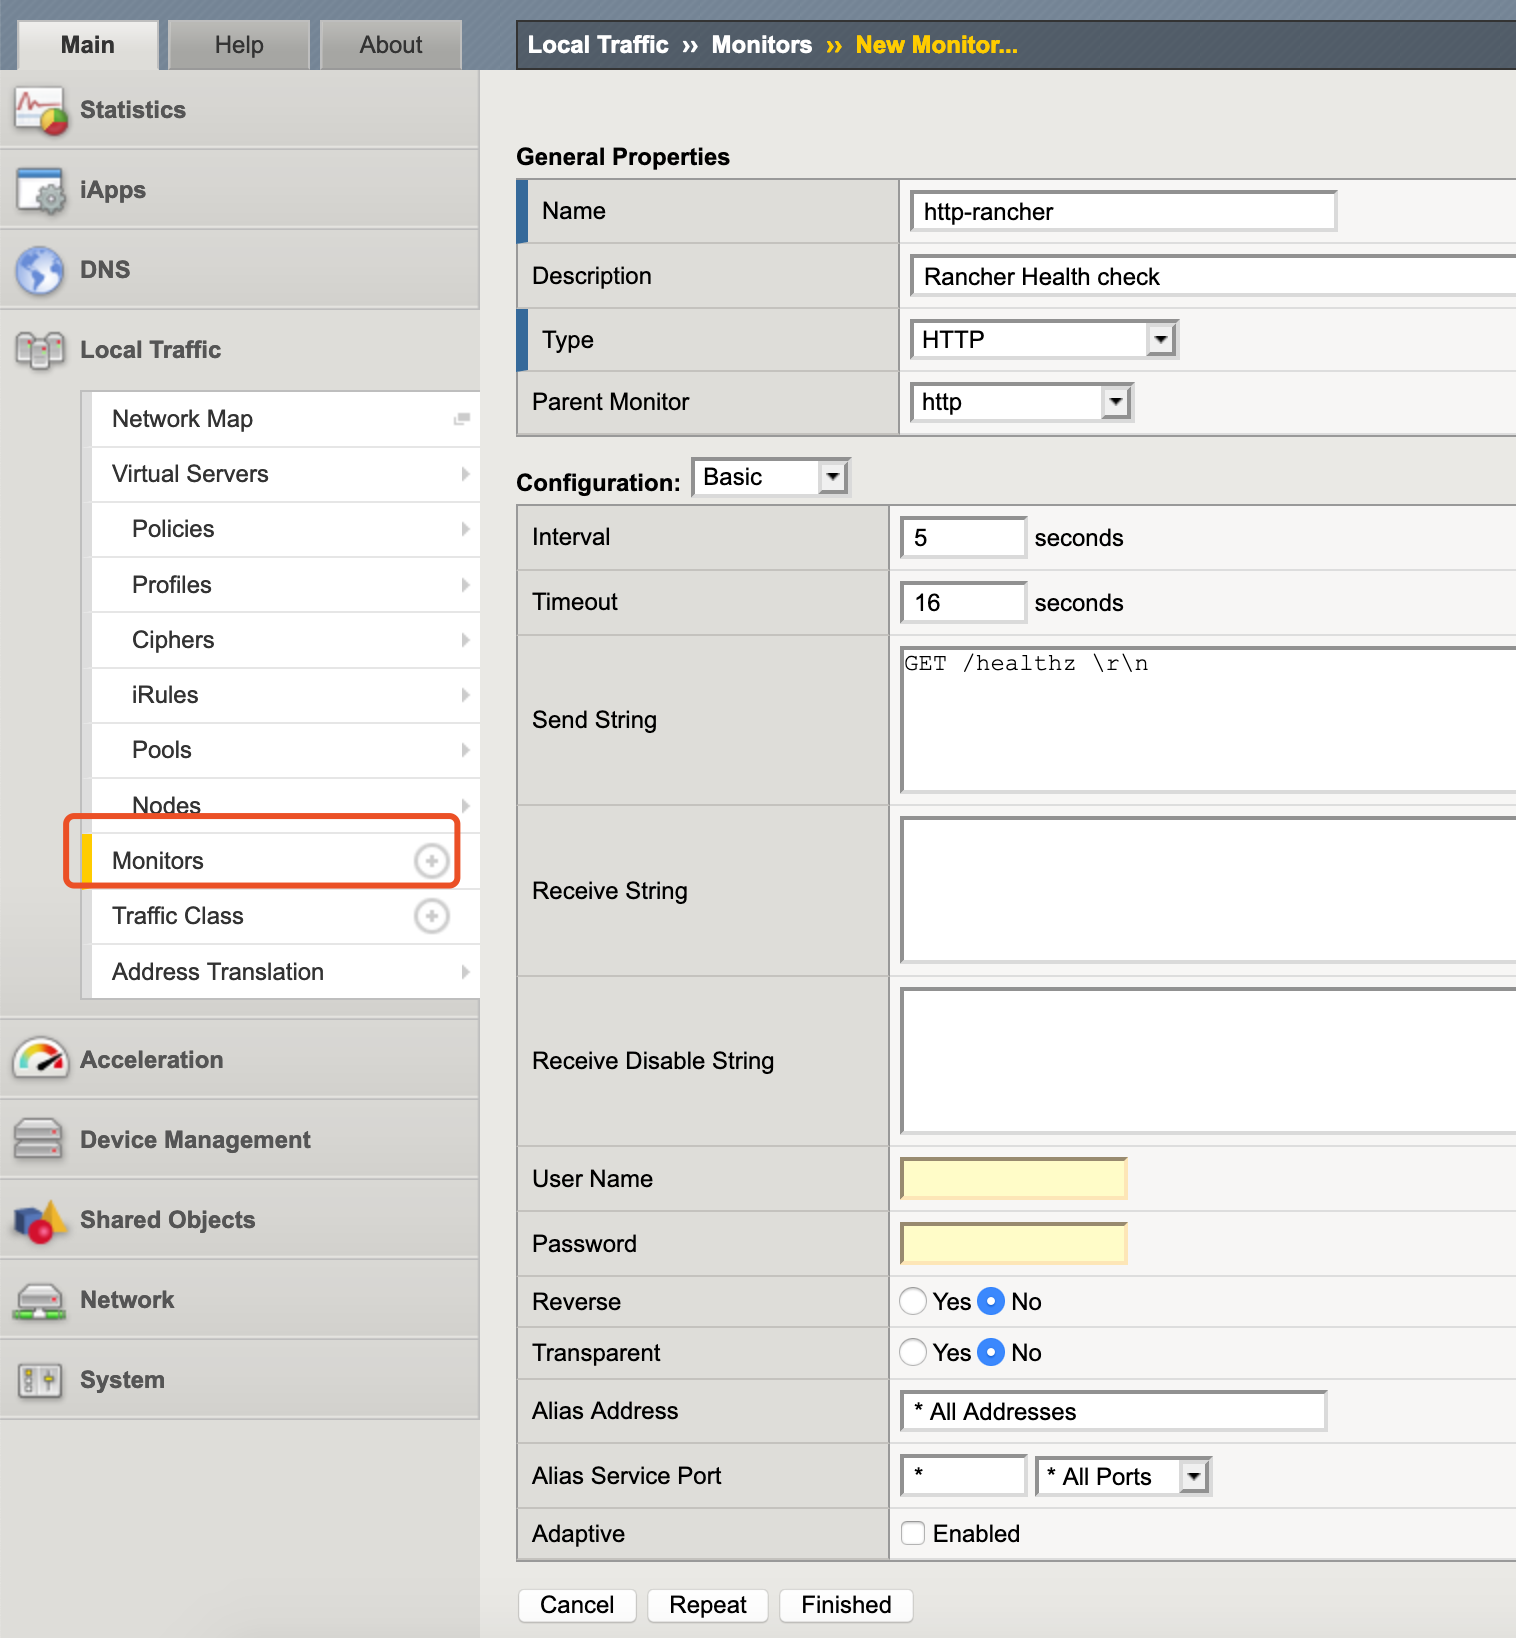 Main Help About
Local Traffic ›› Monitors ›› New Monitor...
Statistics
iApps
DNS
Local Traffic
Network Map
Virtual Servers
Policies
Profiles
Ciphers
iRules
Pools
Nodes
Monitors
Traffic Class
Address Translation
Acceleration
Device Management
Shared Objects
Network
System
General Properties
Name http-rancher
Description Rancher Health check
Type HTTP
Parent Monitor http
Configuration: Basic
Interval 5 seconds
Timeout 16 seconds
Send String GET /healthz \r\n
Receive String
Receive Disable String
User Name
Password
Reverse Yes No
Transparent Yes No
Alias Address * All Addresses
Alias Service Port * * All Ports
Adaptive Enabled
Cancel Repeat Finished